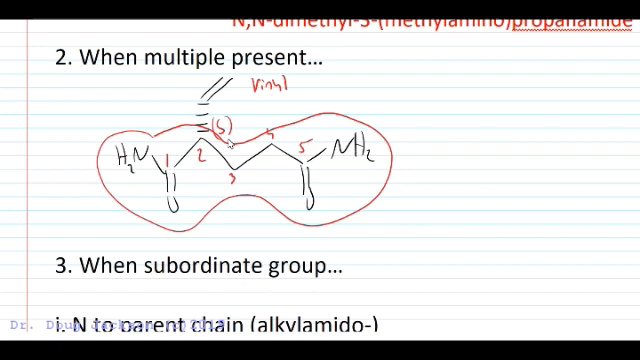 N,N-dimethyl-3-(methylamino)propanamide
2. When multiple present...
vinyl
(S)
H2N 1 2 3 4 5 NH2
O O
3. When subordinate group...
i. N to parent chain (alkylamido-)